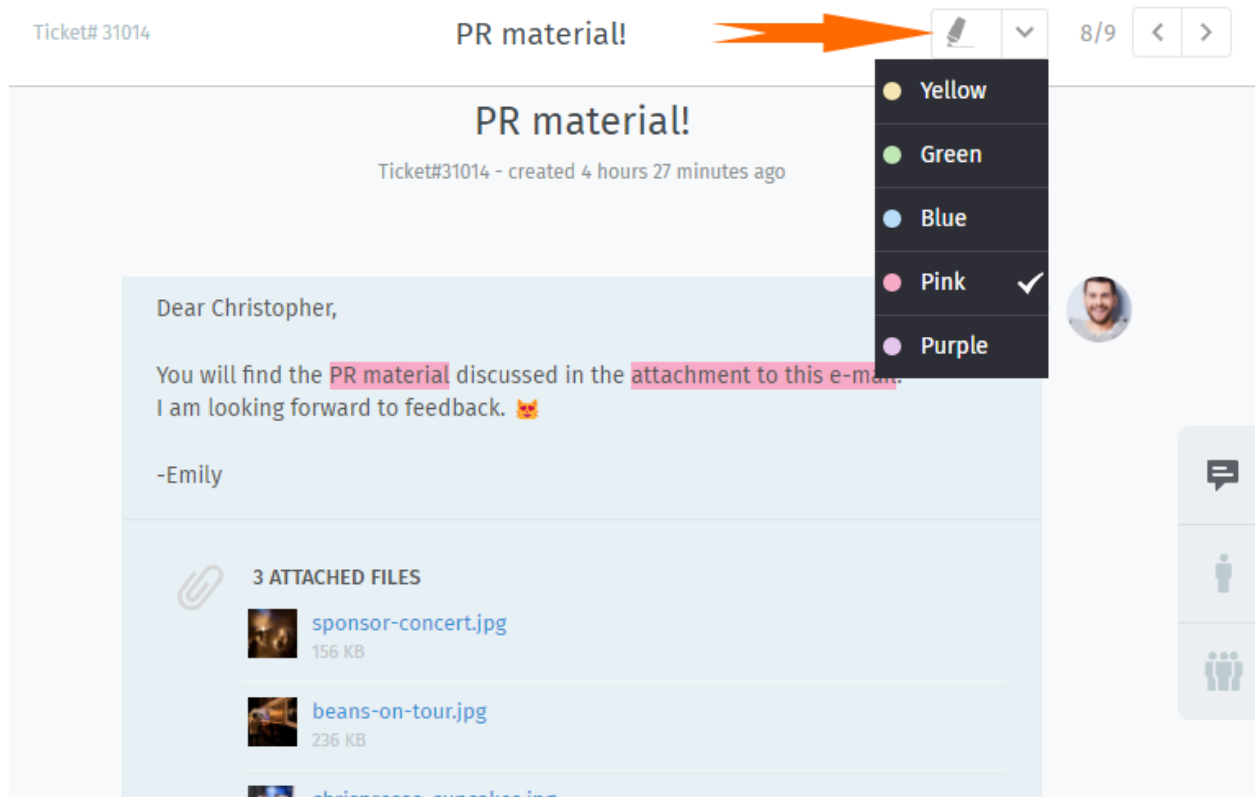 Ticket# 31014
PR material!
8/9
Yellow
Green
Blue
Pink
Purple
PR material!
Ticket#31014 - created 4 hours 27 minutes ago
Dear Christopher,
You will find the PR material discussed in the attachment to this e-mail.
I am looking forward to feedback. 😻
-Emily
3 ATTACHED FILES
sponsor-concert.jpg
156 KB
beans-on-tour.jpg
236 KB